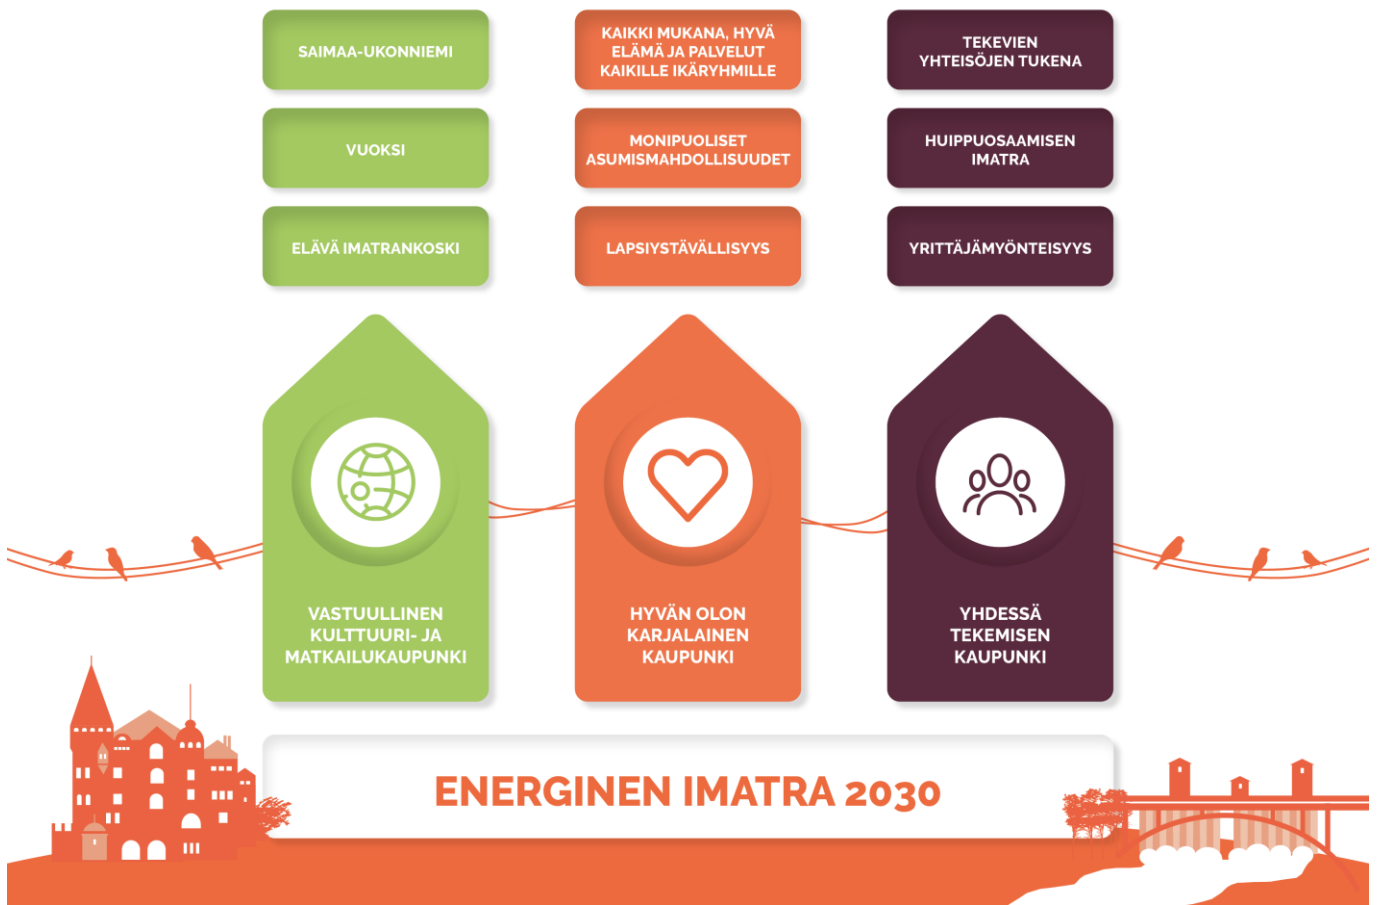 SAIMAA-UKONNIEMI
KAIKKI MUKANA, HYVÄ
ELÄMÄ JA PALVELUT
KAIKILLE IKÄRYHMILLE
TEKEVIEN
YHTEISÖJEN TUKENA
VUOKSI
MONIPUOLISET
ASUMISMAHDOLLISUUDET
HUIPPUOSAAMISEN
IMATRA
ELÄVÄ IMATRANKOSKI
LAPSIYSTÄVÄLLISYYS
YRITTÄJÄMYÖNTEISYYS
VASTUULLINEN
KULTTUURI- JA
MATKAILUKAUPUNKI
HYVÄN OLON
KARJALAINEN
KAUPUNKI
YHDESSÄ
TEKEMISEN
KAUPUNKI
ENERGINEN IMATRA 2030